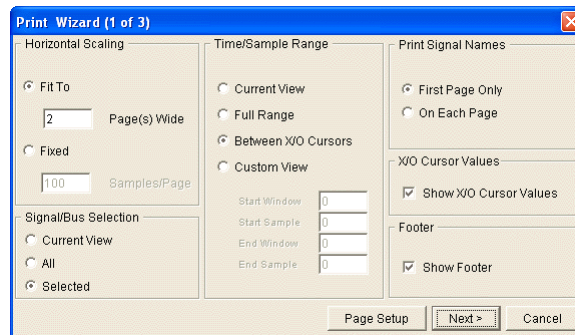 Print Wizard (1 of 3)
Horizontal Scaling
Fit To
2 Page(s) Wide
Fixed
100 Samples/Page
Signal/Bus Selection
Current View
All
Selected
Time/Sample Range
Current View
Full Range
Between X/O Cursors
Custom View
Start Window 0
Start Sample 0
End Window 0
End Sample 0
Print Signal Names
First Page Only
On Each Page
X/O Cursor Values
Show X/O Cursor Values
Footer
Show Footer
Page Setup Next > Cancel